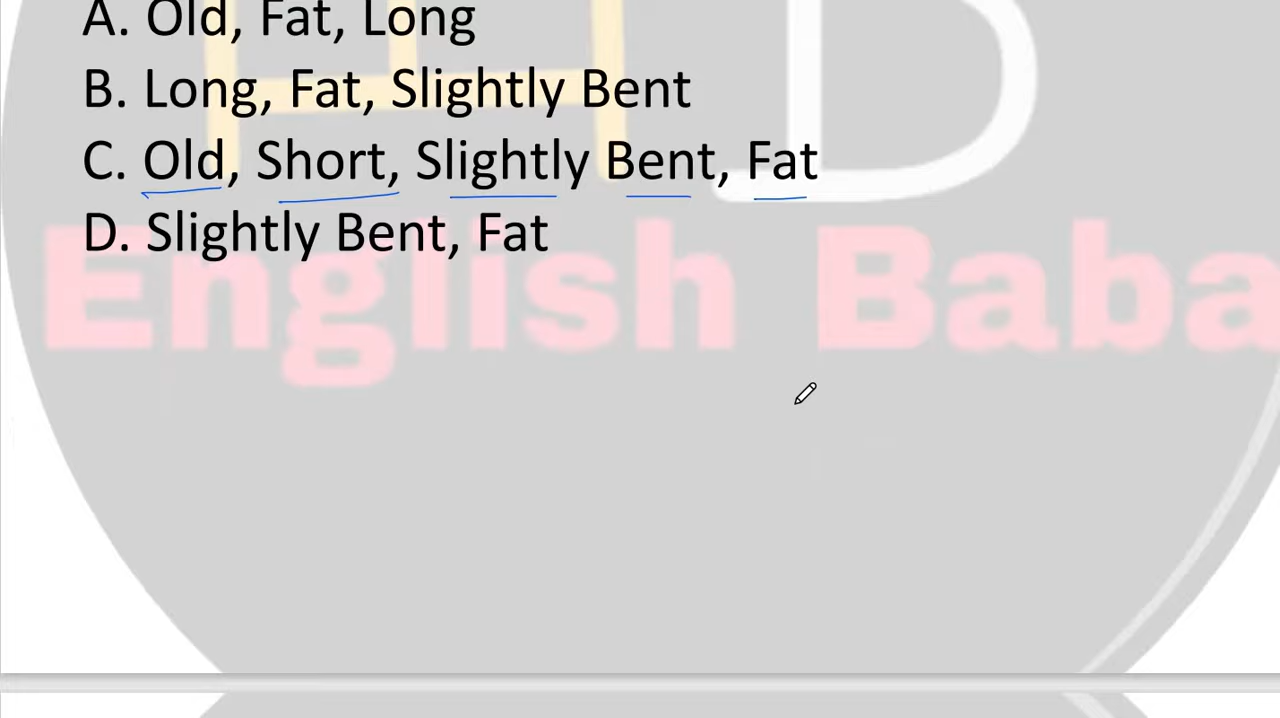 A. Old, Fat, Long
B. Long, Fat, Slightly Bent
C. Old, Short, Slightly Bent, Fat
D. Slightly Bent, Fat
English Baba